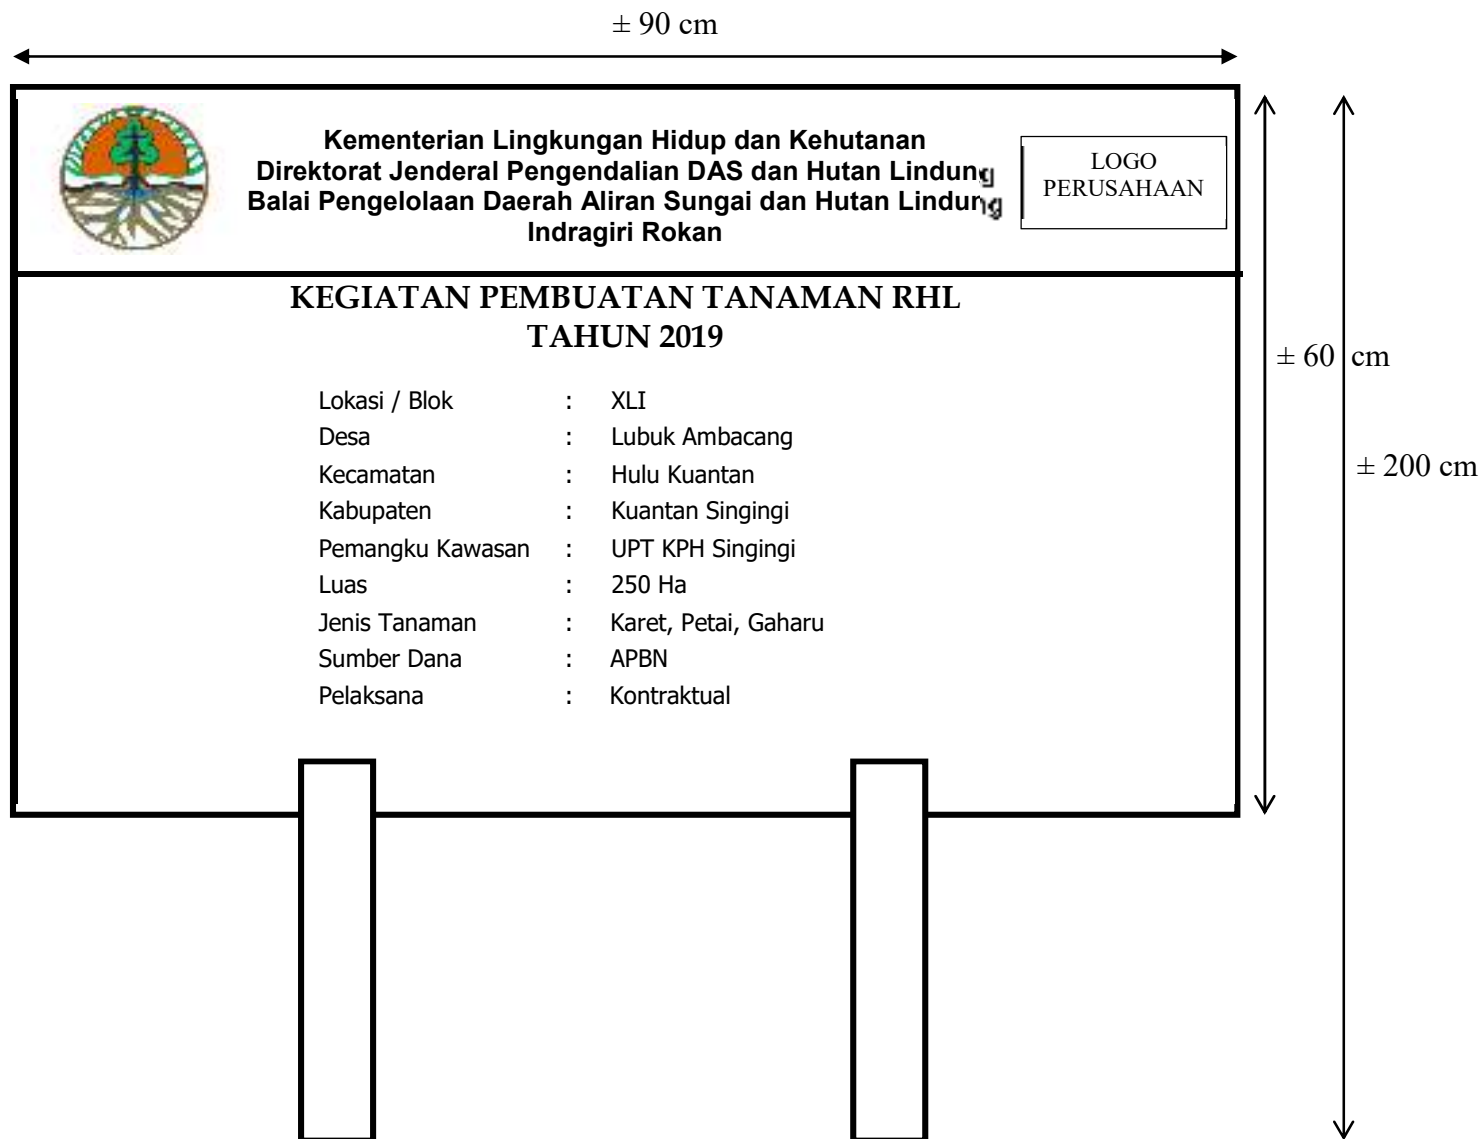 ± 90 cm
Kementerian Lingkungan Hidup dan Kehutanan
Direktorat Jenderal Pengendalian DAS dan Hutan Lindung
Balai Pengelolaan Daerah Aliran Sungai dan Hutan Lindung
Indragiri Rokan
LOGO
PERUSAHAAN
KEGIATAN PEMBUATAN TANAMAN RHL
TAHUN 2019
Lokasi / Blok : XLI
Desa : Lubuk Ambacang
Kecamatan : Hulu Kuantan
Kabupaten : Kuantan Singingi
Pemangku Kawasan : UPT KPH Singingi
Luas : 250 Ha
Jenis Tanaman : Karet, Petai, Gaharu
Sumber Dana : APBN
Pelaksana : Kontraktual
± 60 cm
± 200 cm